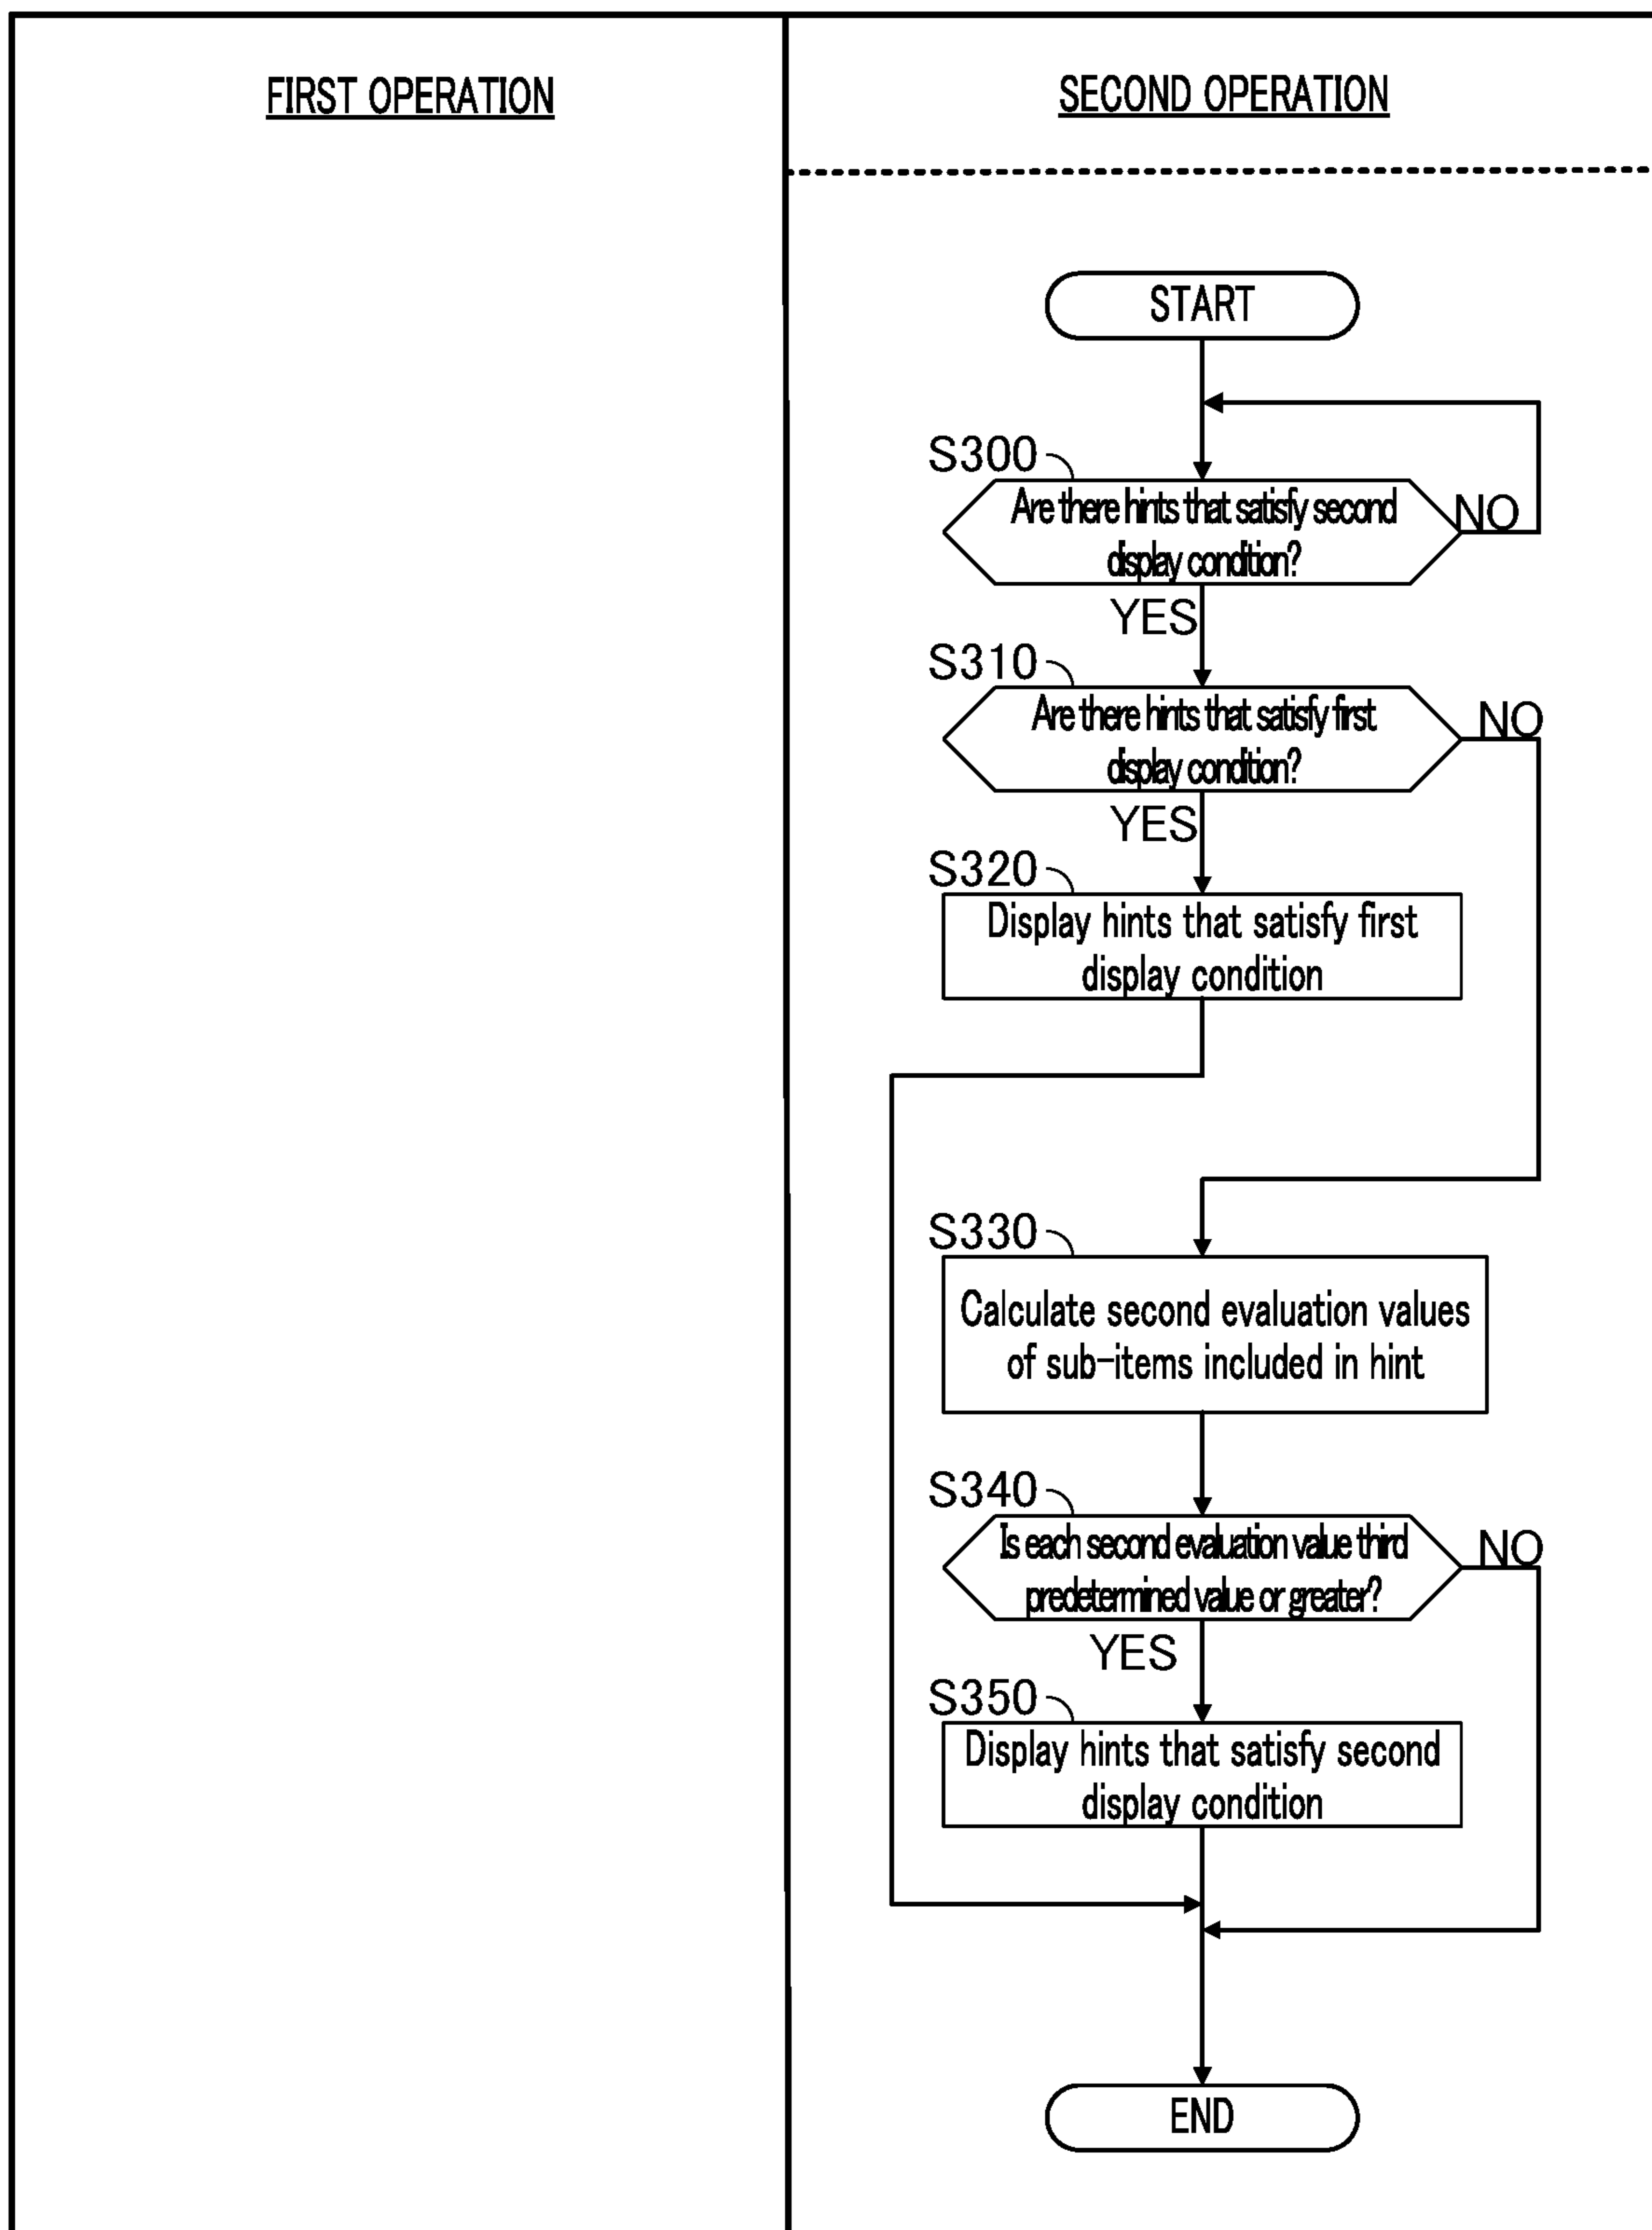 FIRST OPERATION
SECOND OPERATION
START
S300
Are there hints that satisfy second
display condition?
NO
YES
S310
Are there hints that satisfy first
display condition?
NO
YES
S320
Display hints that satisfy first
display condition
S330
Calculate second evaluation values
of sub-items included in hint
S340
Is each second evaluation value third
predetermined value or greater?
NO
YES
S350
Display hints that satisfy second
display condition
END